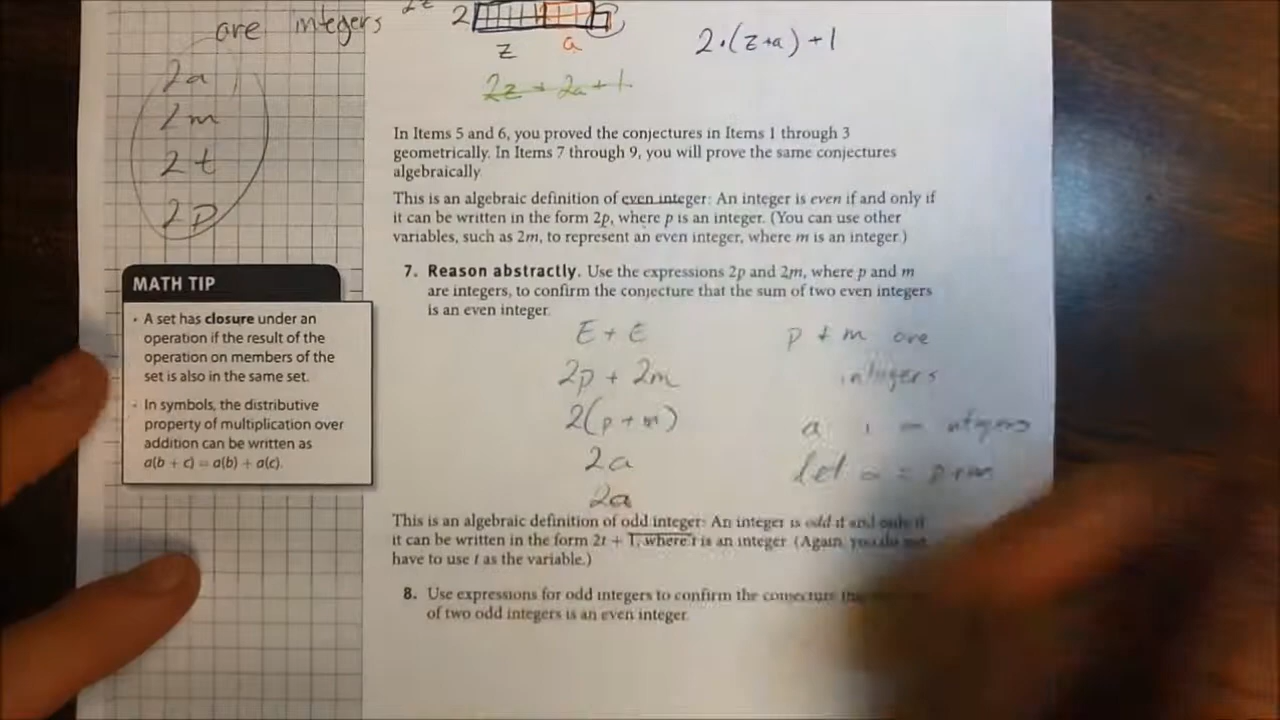 are integers
2
z a
2·(z+a)+1
2z + 2a + 1
2a
2m
2t
2p
In Items 5 and 6, you proved the conjectures in Items 1 through 3
geometrically. In Items 7 through 9, you will prove the same conjectures
algebraically.
This is an algebraic definition of even integer: An integer is even if and only if
it can be written in the form 2p, where p is an integer. (You can use other
variables, such as 2m, to represent an even integer, where m is an integer.)
7. Reason abstractly. Use the expressions 2p and 2m, where p and m
are integers, to confirm the conjecture that the sum of two even integers
is an even integer.
MATH TIP
• A set has closure under an
operation if the result of the
operation on members of the
set is also in the same set.
• In symbols, the distributive
property of multiplication over
addition can be written as
a(b + c) = a(b) + a(c).
E + E
2p + 2m
2(p + m)
2a
2a
p + m are
integers
a integers
let a = p+m
This is an algebraic definition of odd integer: An integer is odd if and only if
it can be written in the form 2t + 1, where t is an integer. (Again, you do not
have to use t as the variable.)
8. Use expressions for odd integers to confirm the conjecture
of two odd integers is an even integer.